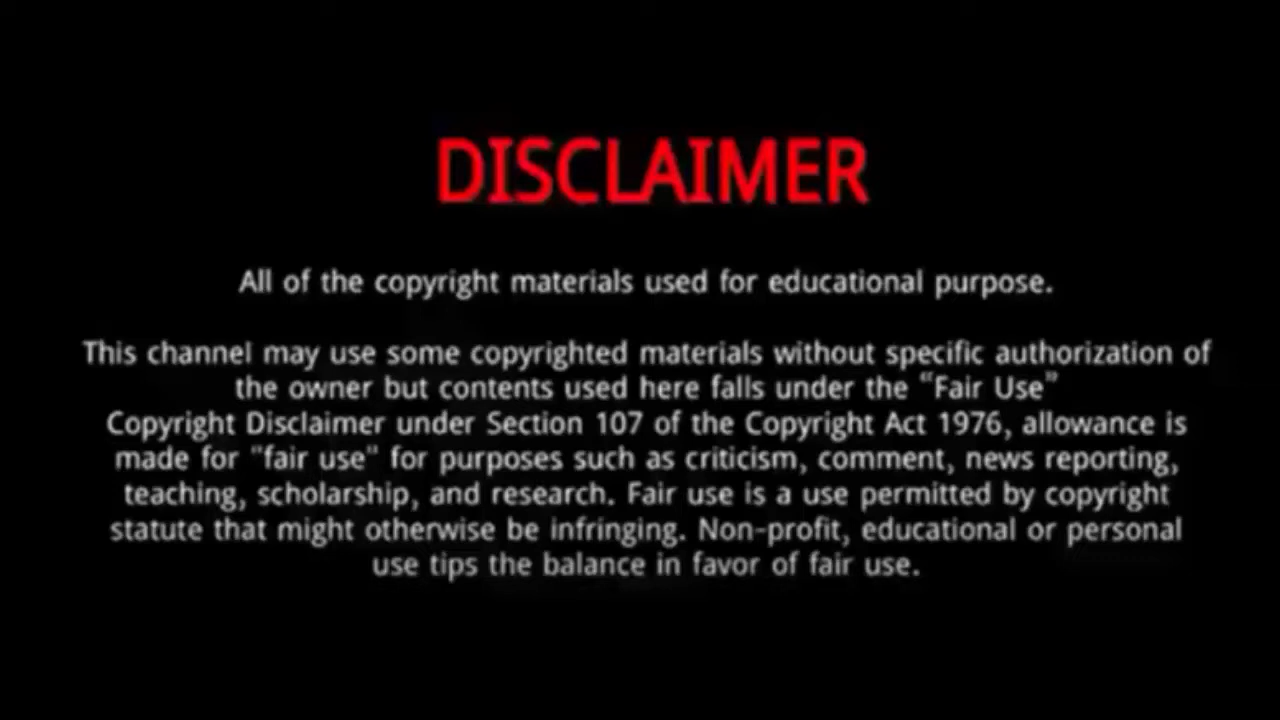 DISCLAIMER
All of the copyright materials used for educational purpose.
This channel may use some copyrighted materials without specific authorization of
the owner but contents used here falls under the “Fair Use”
Copyright Disclaimer under Section 107 of the Copyright Act 1976, allowance is
made for "fair use" for purposes such as criticism, comment, news reporting,
teaching, scholarship, and research. Fair use is a use permitted by copyright
statute that might otherwise be infringing. Non-profit, educational or personal
use tips the balance in favor of fair use.